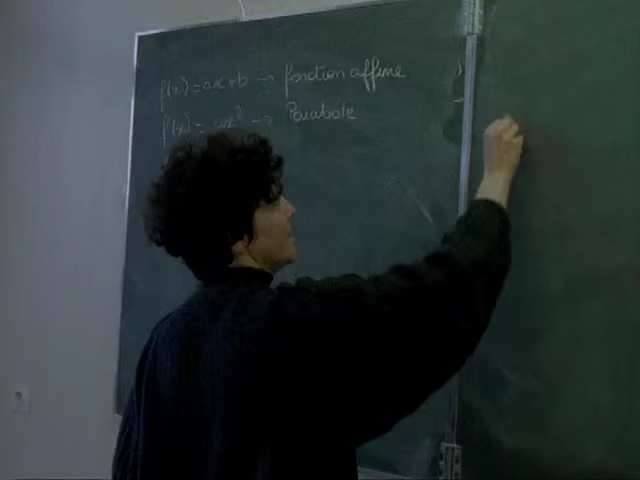 f(x) = ax + b → fonction affine
f(x) = ax² → Parabole